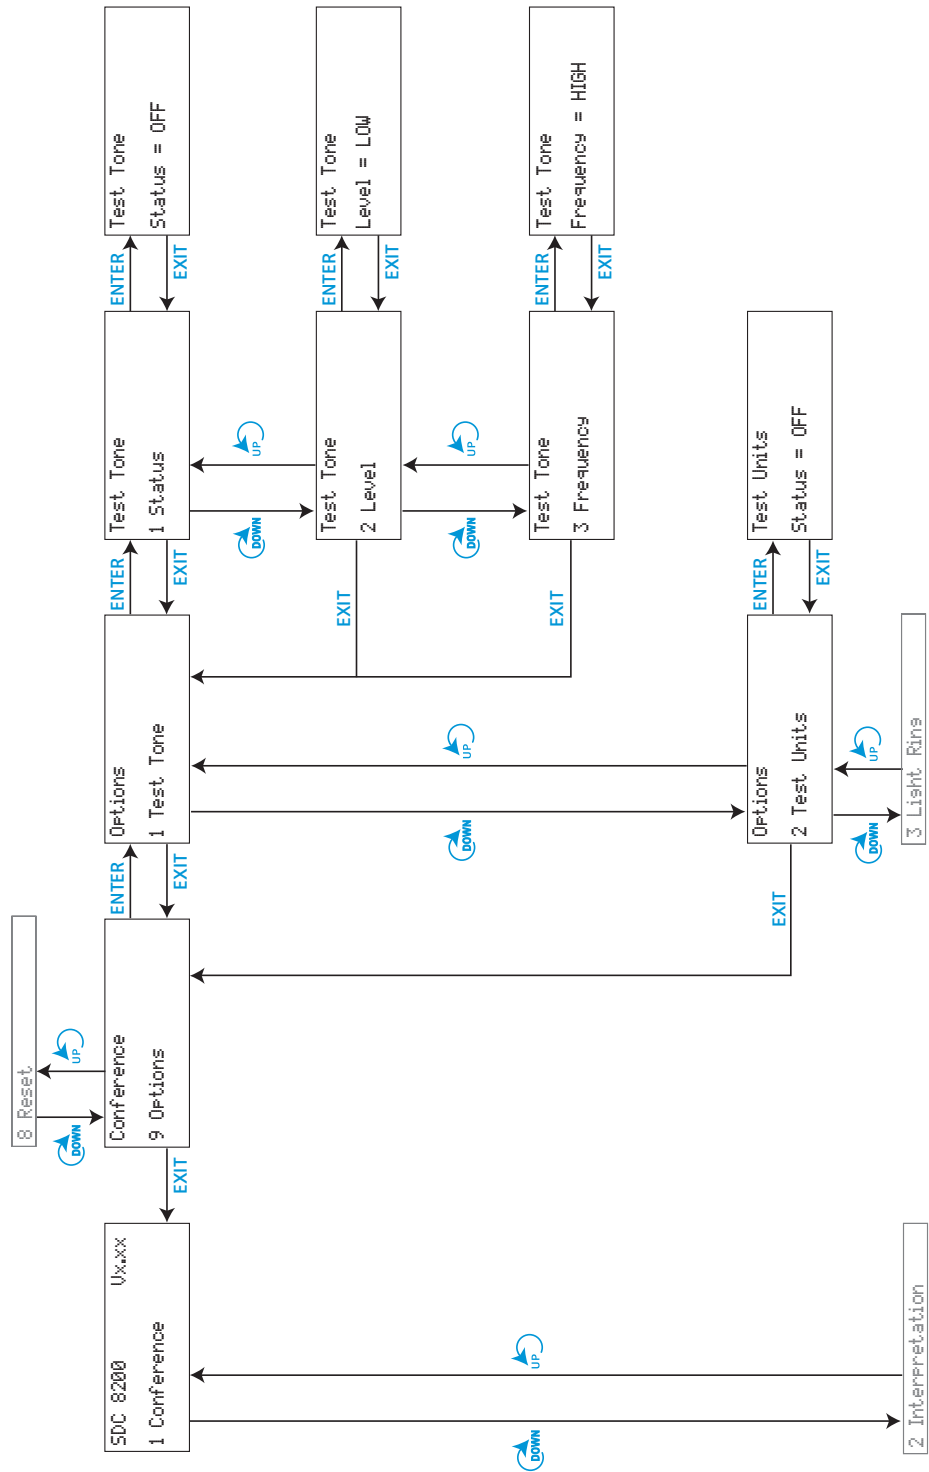 8 Reset
DOWN
UP
SDC 8200 Vx.xx
1 Conference
EXIT
Conference
9 Options
ENTER
EXIT
Options
1 Test Tone
ENTER
EXIT
Test Tone
1 Status
ENTER
EXIT
Test Tone
Status = OFF
DOWN
UP
EXIT
Test Tone
2 Level
ENTER
EXIT
Test Tone
Level = LOW
DOWN
UP
DOWN
UP
DOWN
UP
EXIT
Test Tone
3 Frequency
ENTER
EXIT
Test Tone
Frequency = HIGH
EXIT
Options
2 Test Units
ENTER
EXIT
Test Units
Status = OFF
DOWN
UP
2 Interpretation
3 Light Ring